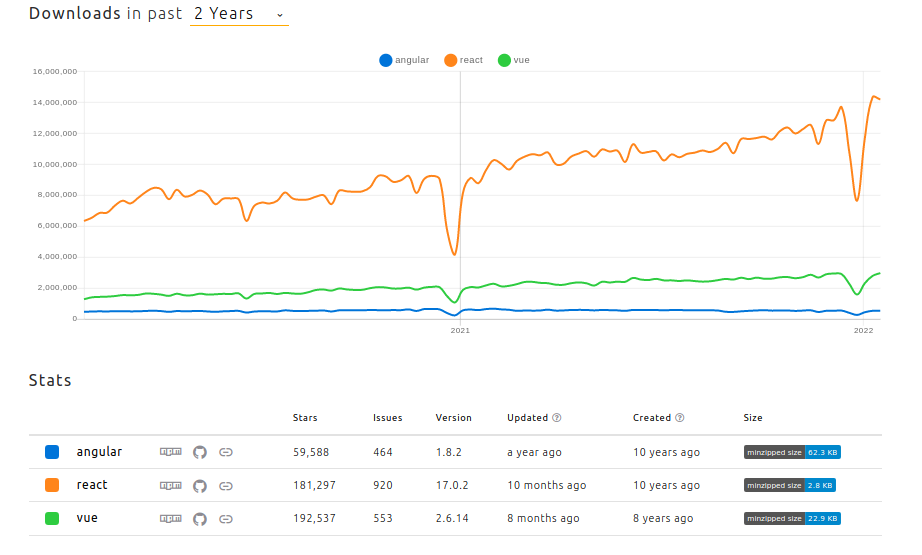 Downloads in past 2 Years
angular react vue
16,000,000
14,000,000
12,000,000
10,000,000
8,000,000
6,000,000
4,000,000
2,000,000
0
2021 2022
Stats
Stars Issues Version Updated ? Created ? Size
angular npm 59,588 464 1.8.2 a year ago 10 years ago minzipped size 62.3 KB
react npm 181,297 920 17.0.2 10 months ago 10 years ago minzipped size 2.8 KB
vue npm 192,537 553 2.6.14 8 months ago 8 years ago minzipped size 22.9 KB